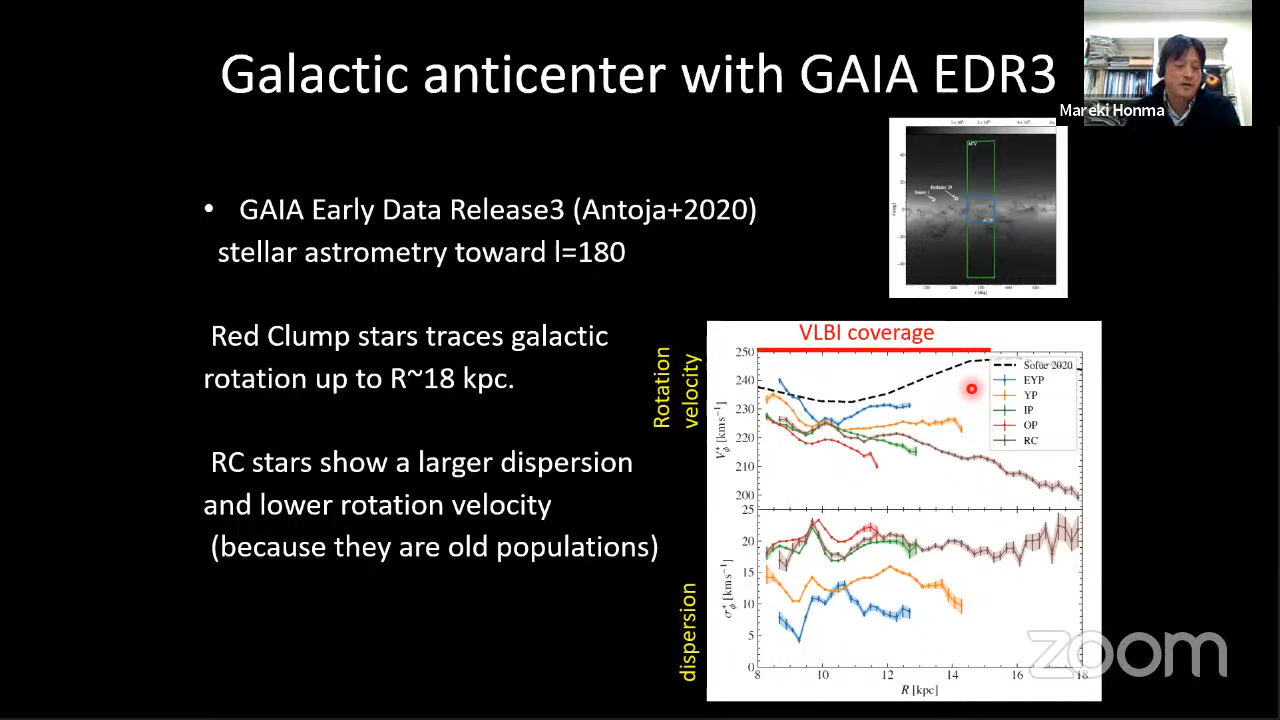 Galactic anticenter with GAIA EDR3
Mareki Honma
• GAIA Early Data Release3 (Antoja+2020)
stellar astrometry toward l=180
Red Clump stars traces galactic
rotation up to R~18 kpc.
RC stars show a larger dispersion
and lower rotation velocity
(because they are old populations)
ACV
VLBI coverage
Rotation
velocity
250
240
230
220
210
200
Sofue 2020
EYP
YP
IP
OP
RC
dispersion
25
20
15
10
5
0
8 10 12 14 16 18
R [kpc]
zoom